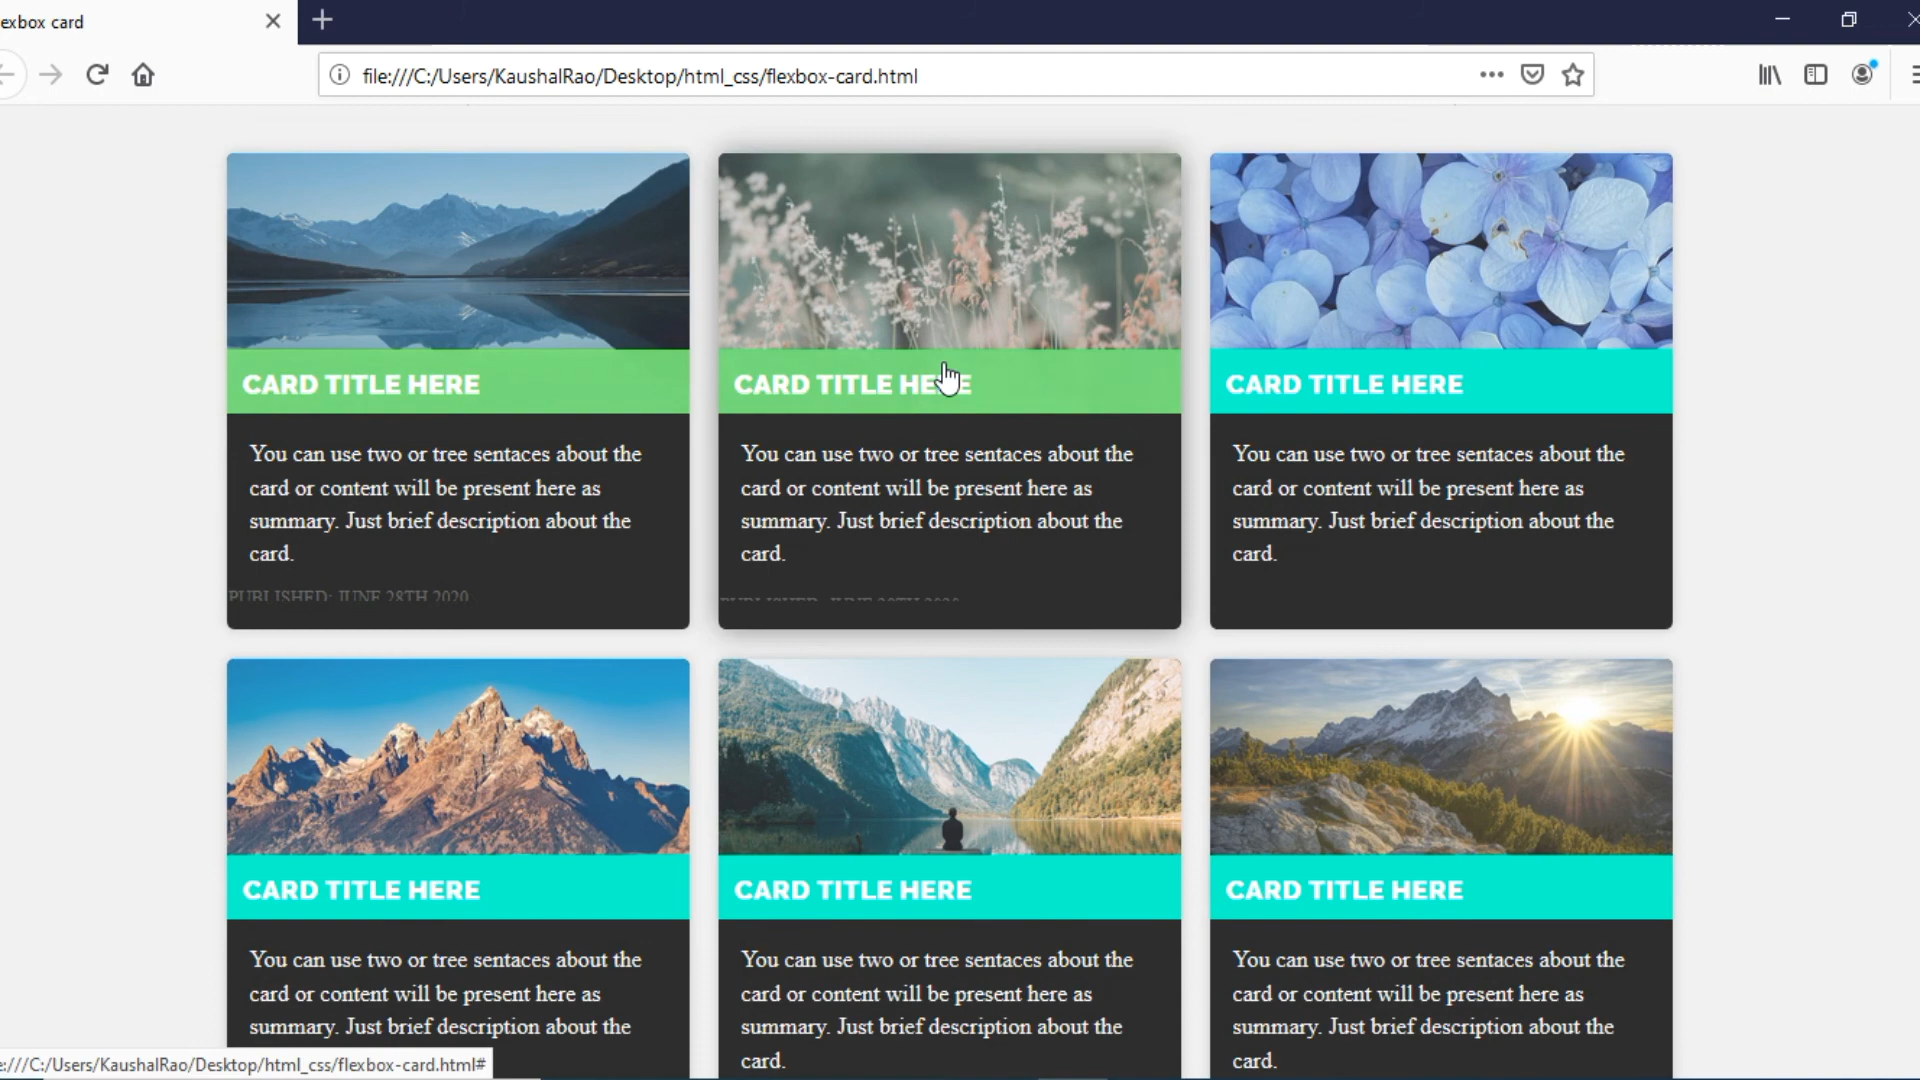 exbox card
file:///C:/Users/KaushalRao/Desktop/html_css/flexbox-card.html
CARD TITLE HERE
You can use two or tree sentaces about the
card or content will be present here as
summary. Just brief description about the
card.
PUBLISHED: JUNE 28TH 2020
CARD TITLE HERE
You can use two or tree sentaces about the
card or content will be present here as
summary. Just brief description about the
card.
CARD TITLE HERE
You can use two or tree sentaces about the
card or content will be present here as
summary. Just brief description about the
card.
CARD TITLE HERE
You can use two or tree sentaces about the
card or content will be present here as
summary. Just brief description about the
CARD TITLE HERE
You can use two or tree sentaces about the
card or content will be present here as
summary. Just brief description about the
card.
CARD TITLE HERE
You can use two or tree sentaces about the
card or content will be present here as
summary. Just brief description about the
card.
e:///C:/Users/KaushalRao/Desktop/html_css/flexbox-card.html#